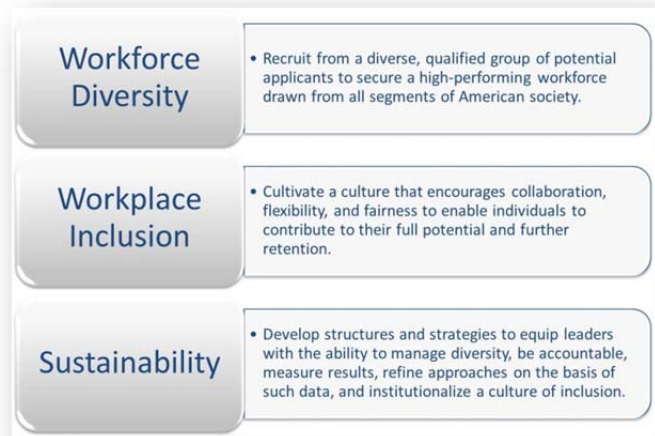 Workforce
Diversity
• Recruit from a diverse, qualified group of potential
applicants to secure a high-performing workforce
drawn from all segments of American society.
Workplace
Inclusion
• Cultivate a culture that encourages collaboration,
flexibility, and fairness to enable individuals to
contribute to their full potential and further
retention.
Sustainability
• Develop structures and strategies to equip leaders
with the ability to manage diversity, be accountable,
measure results, refine approaches on the basis of
such data, and institutionalize a culture of inclusion.